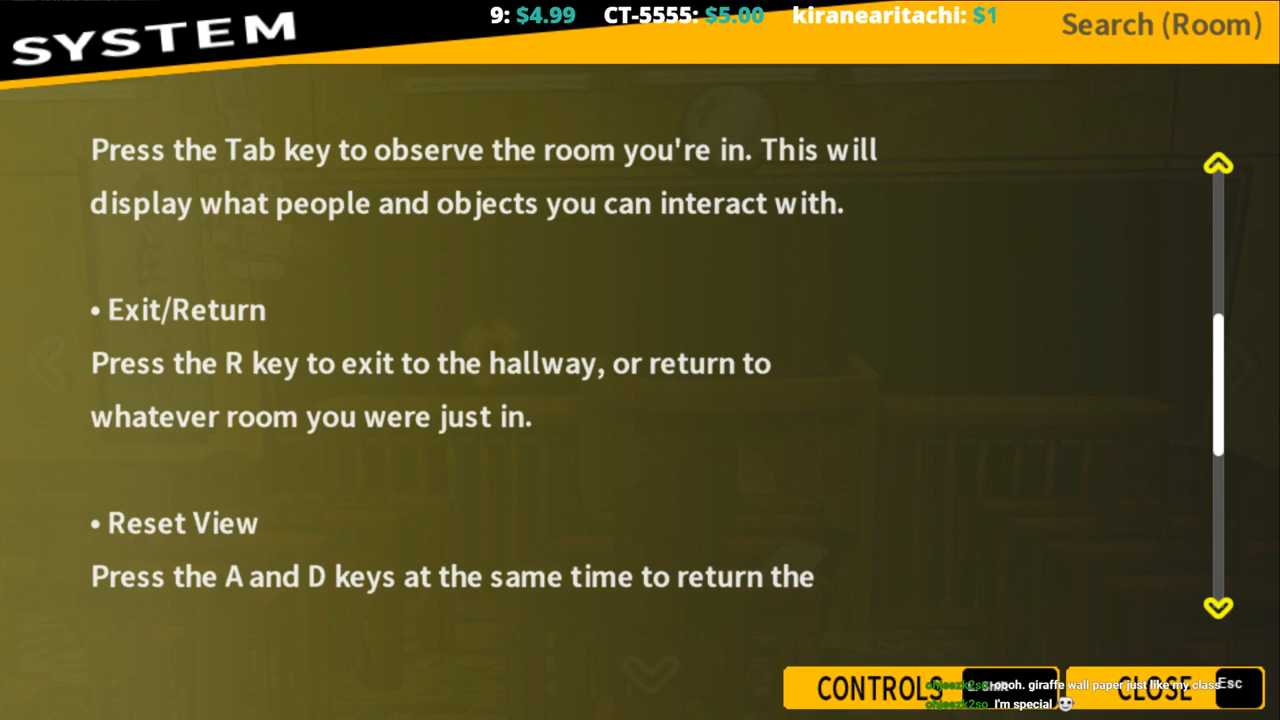 SYSTEM
9: $4.99 CT-5555: $5.00 kiranearitachi: $1
Search (Room)
Press the Tab key to observe the room you're in. This will
display what people and objects you can interact with.
• Exit/Return
Press the R key to exit to the hallway, or return to
whatever room you were just in.
• Reset View
Press the A and D keys at the same time to return the
CONTROLS Shift CLOSE Esc
ooh. giraffe wall paper just like my class
I'm special